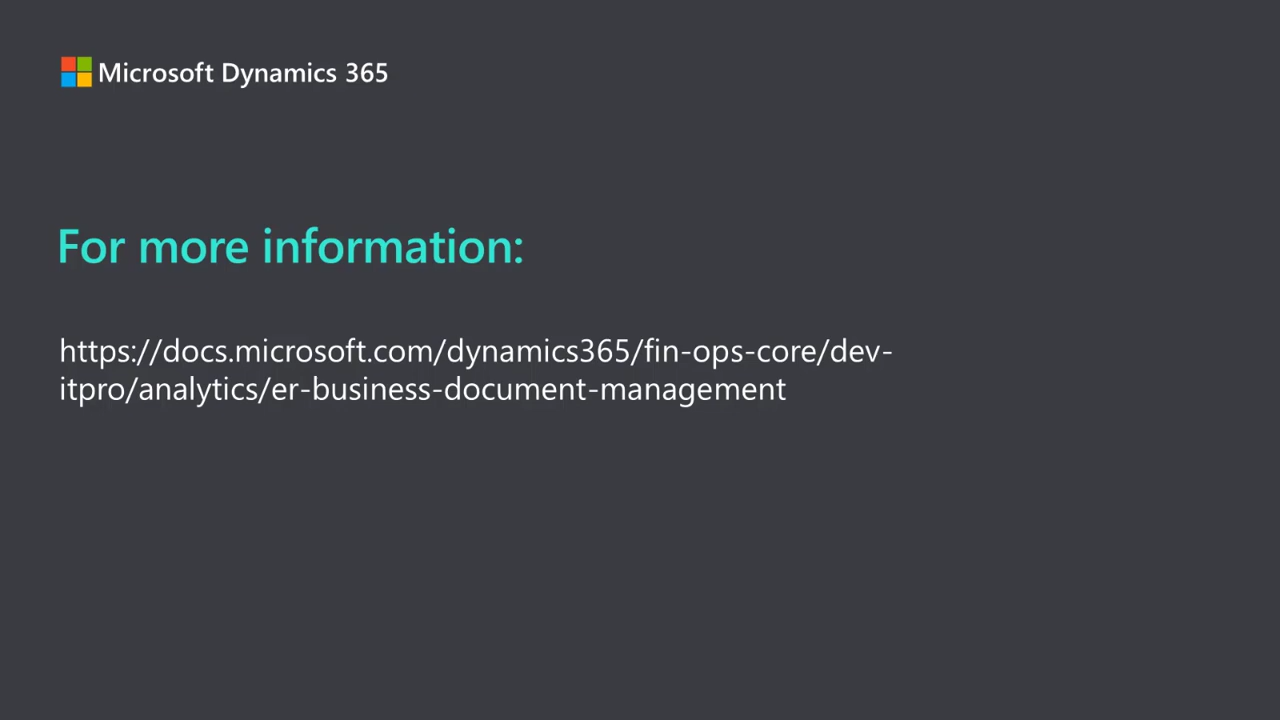 Microsoft Dynamics 365
For more information:
https://docs.microsoft.com/dynamics365/fin-ops-core/dev-
itpro/analytics/er-business-document-management